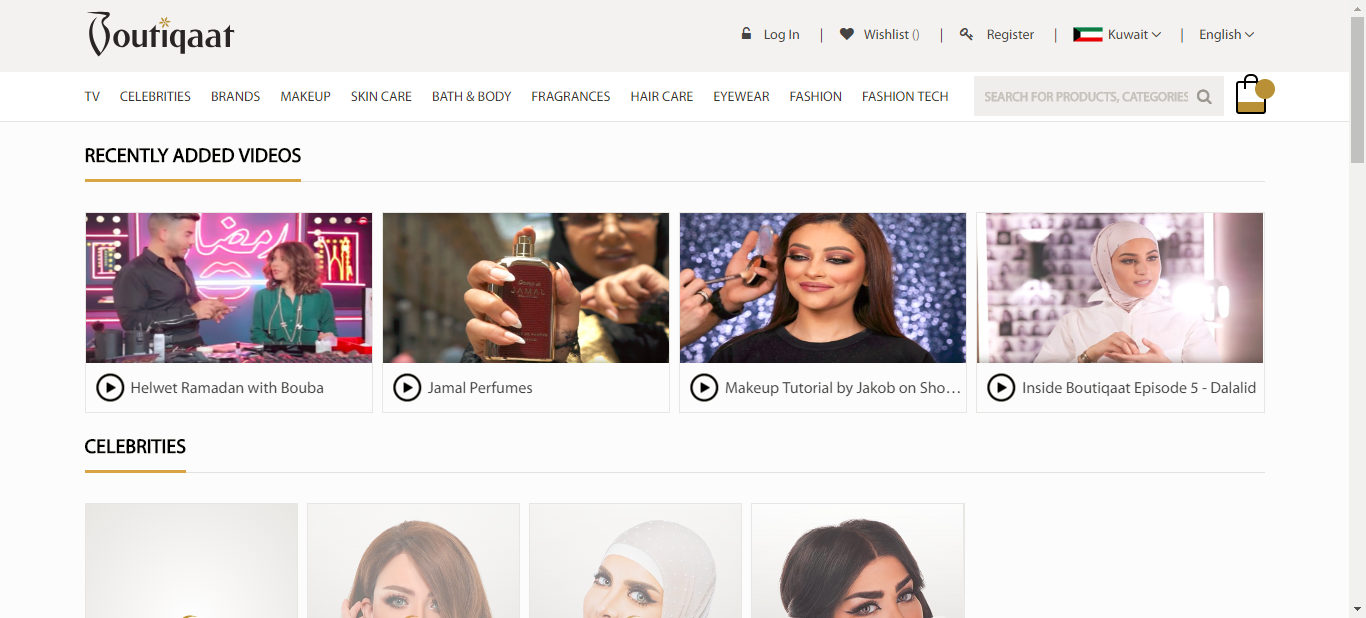 Boutiqaat
Log In | Wishlist () | Register | Kuwait | English
TV CELEBRITIES BRANDS MAKEUP SKIN CARE BATH & BODY FRAGRANCES HAIR CARE EYEWEAR FASHION FASHION TECH SEARCH FOR PRODUCTS, CATEGORIES
RECENTLY ADDED VIDEOS
رمضان
JAMAL
Helwet Ramadan with Bouba
Jamal Perfumes
Makeup Tutorial by Jakob on Sho…
Inside Boutiqaat Episode 5 - Dalalid
CELEBRITIES